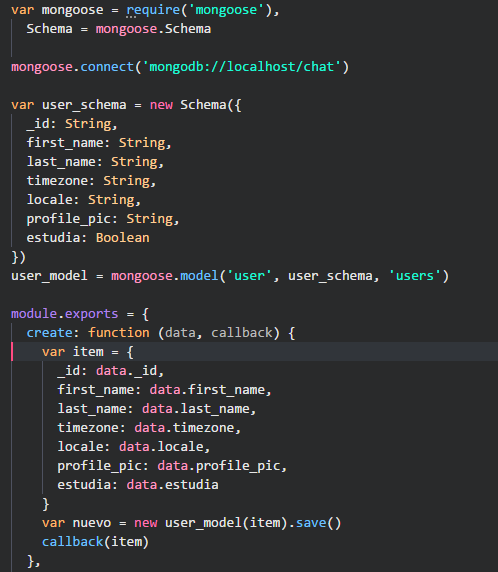 var mongoose = require('mongoose'),
  Schema = mongoose.Schema
mongoose.connect('mongodb://localhost/chat')
var user_schema = new Schema({
  _id: String,
  first_name: String,
  last_name: String,
  timezone: String,
  locale: String,
  profile_pic: String,
  estudia: Boolean
})
user_model = mongoose.model('user', user_schema, 'users')
module.exports = {
  create: function (data, callback) {
    var item = {
      _id: data._id,
      first_name: data.first_name,
      last_name: data.last_name,
      timezone: data.timezone,
      locale: data.locale,
      profile_pic: data.profile_pic,
      estudia: data.estudia
    }
    var nuevo = new user_model(item).save()
    callback(item)
  },